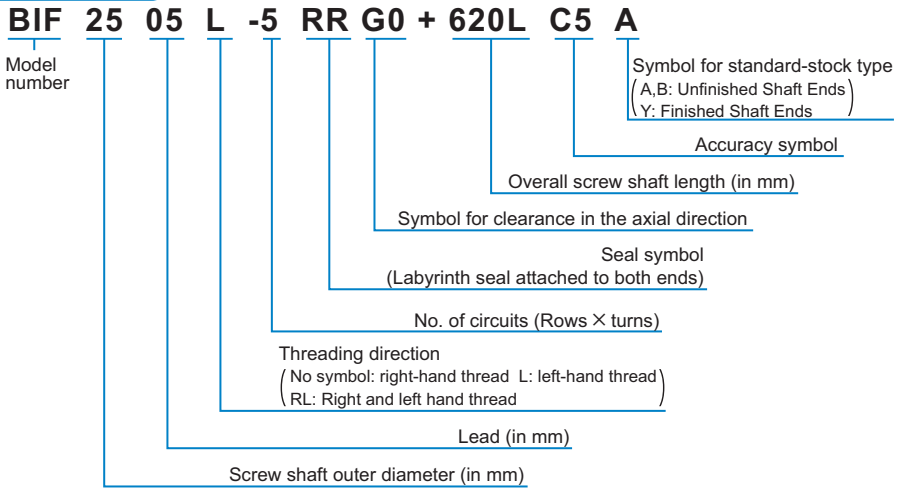 BIF 25 05 L -5 RR G0 + 620L C5 A
Model
number
Symbol for standard-stock type
(A,B: Unfinished Shaft Ends
Y: Finished Shaft Ends)
Accuracy symbol
Overall screw shaft length (in mm)
Symbol for clearance in the axial direction
Seal symbol
(Labyrinth seal attached to both ends)
No. of circuits (Rows × turns)
Threading direction
(No symbol: right-hand thread L: left-hand thread
RL: Right and left hand thread)
Lead (in mm)
Screw shaft outer diameter (in mm)